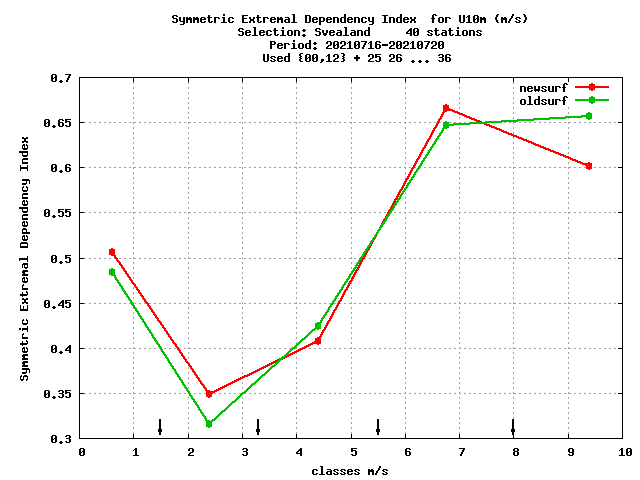 Symmetric Extremal Dependency Index  for U10m (m/s)
Selection: Svealand     40 stations
Period: 20210716-20210720
Used {00,12} + 25 26 ... 36
newsurf
oldsurf
Symmetric Extremal Dependency Index
0.7
0.65
0.6
0.55
0.5
0.45
0.4
0.35
0.3
0 1 2 3 4 5 6 7 8 9 10
classes m/s